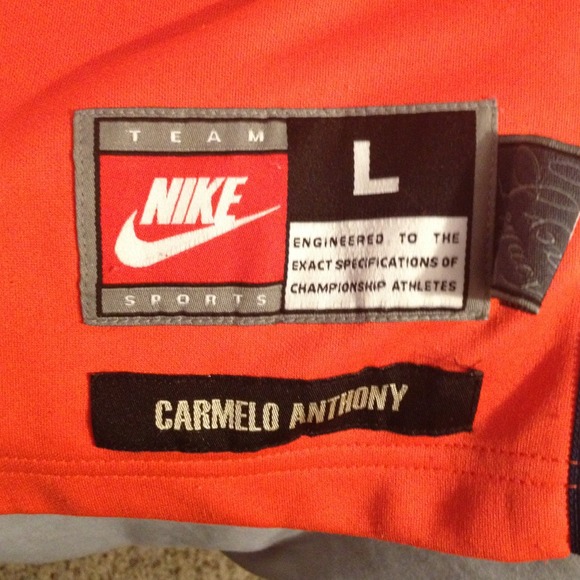 TEAM
NIKE
SPORTS
L
ENGINEERED TO THE
EXACT SPECIFICATIONS OF
CHAMPIONSHIP ATHLETES
CARMELO ANTHONY